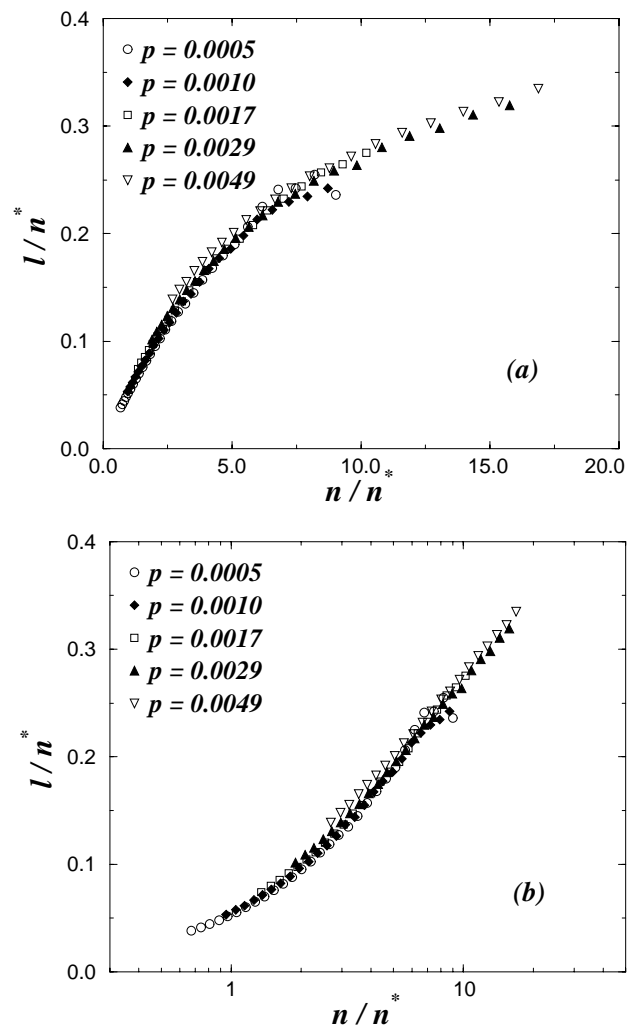 0.4
p = 0.0005
p = 0.0010
p = 0.0017
p = 0.0029
p = 0.0049
0.3
l / n*
0.2
0.1
(a)
0.0
0.0 5.0 10.0 15.0 20.0
n / n*
0.4
p = 0.0005
p = 0.0010
p = 0.0017
p = 0.0029
p = 0.0049
0.3
l / n*
0.2
0.1
(b)
0.0
1 10
n / n*